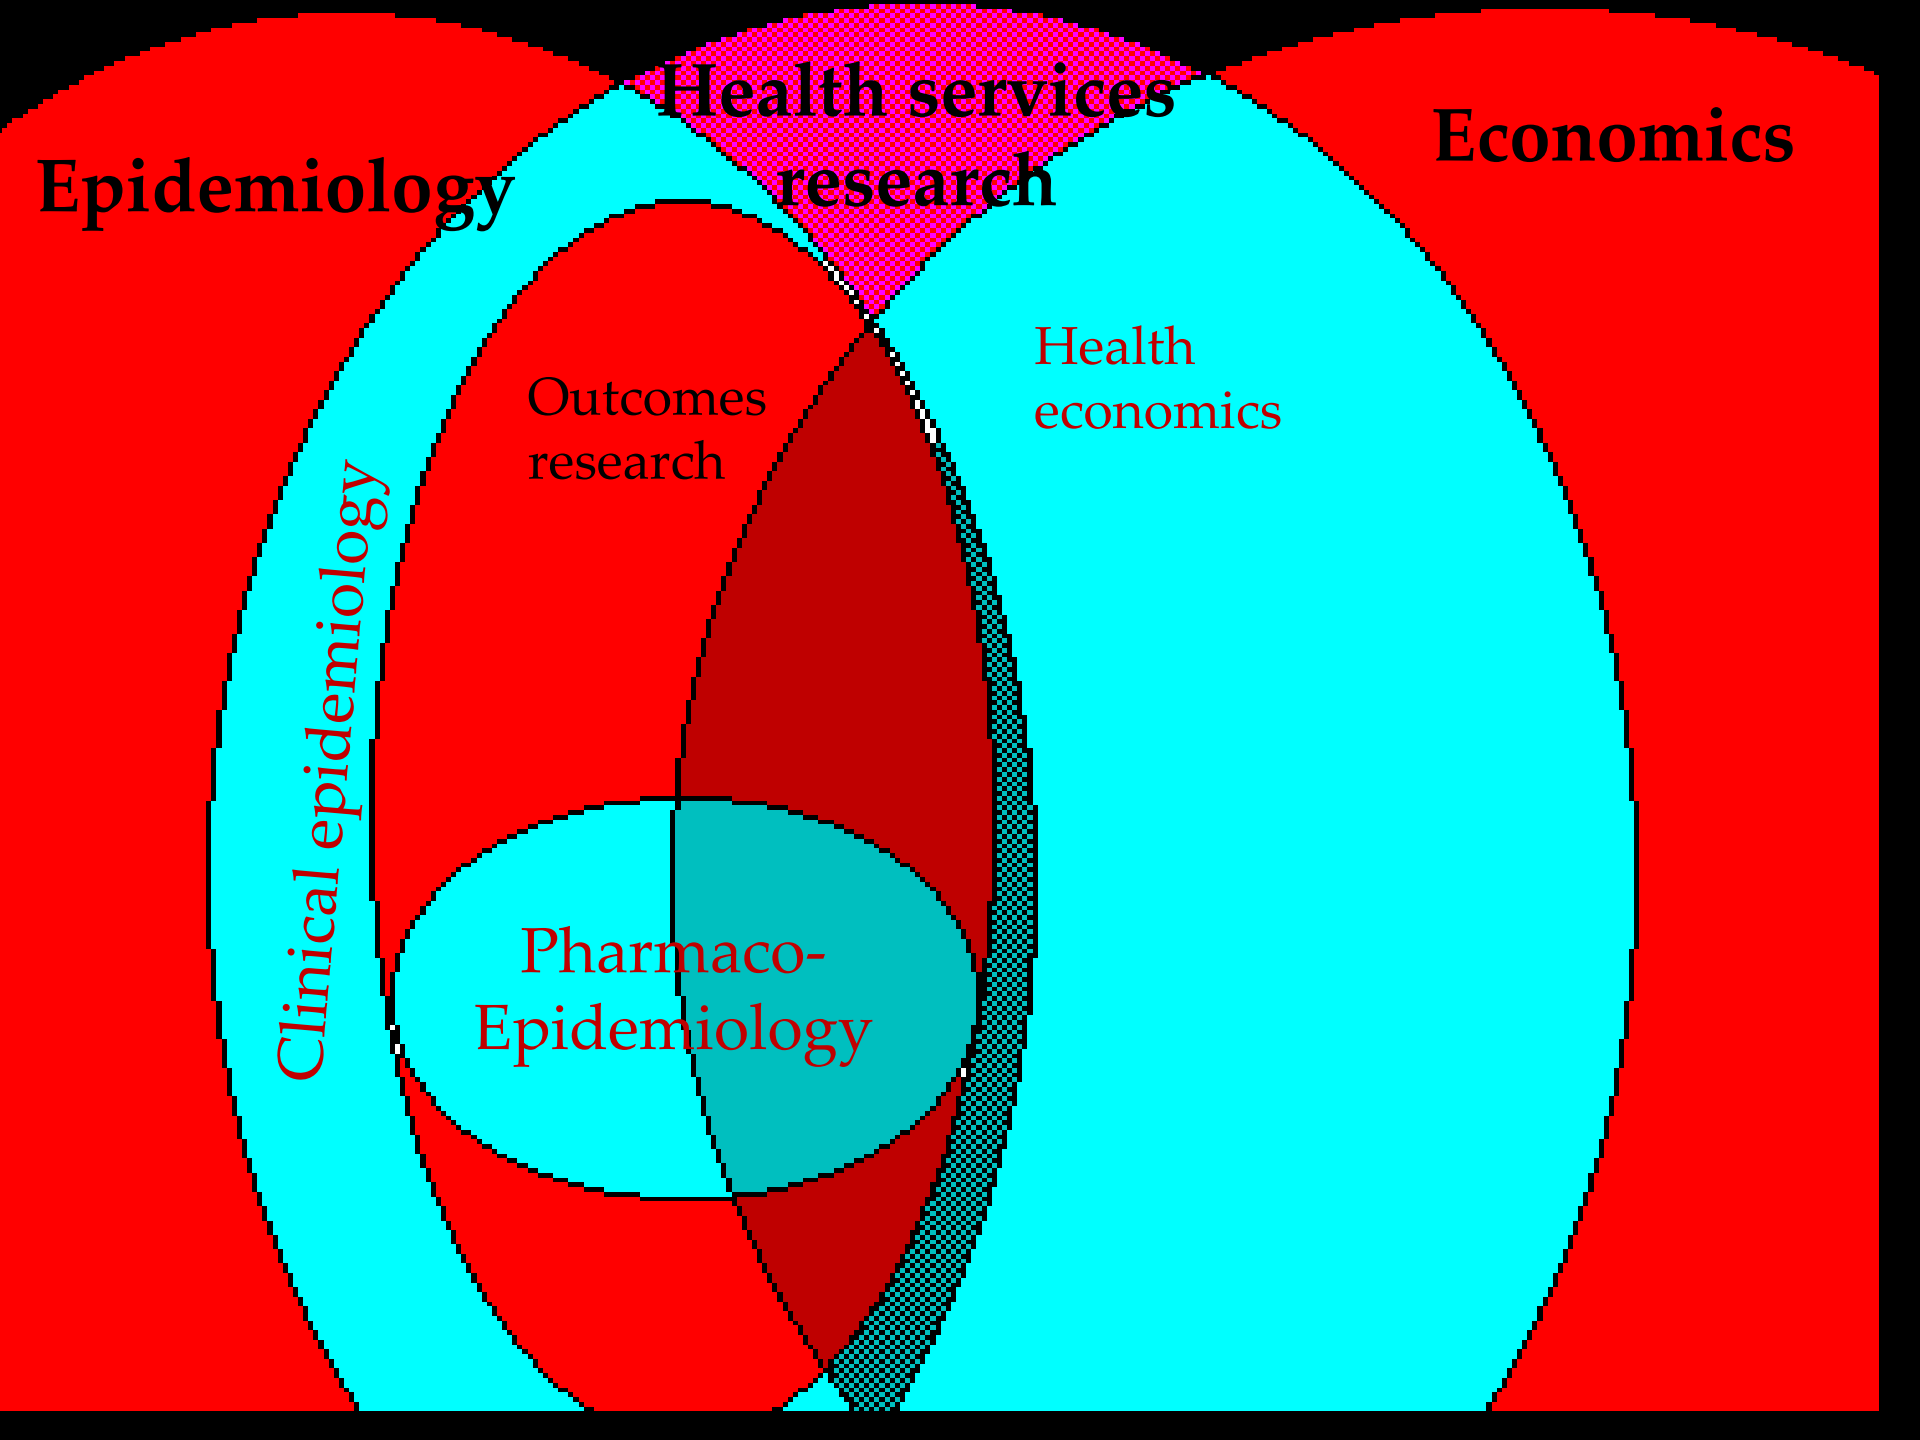 Health services
research
Economics
Epidemiology
Health
economics
Outcomes
research
Clinical epidemiology
Pharmaco-
Epidemiology